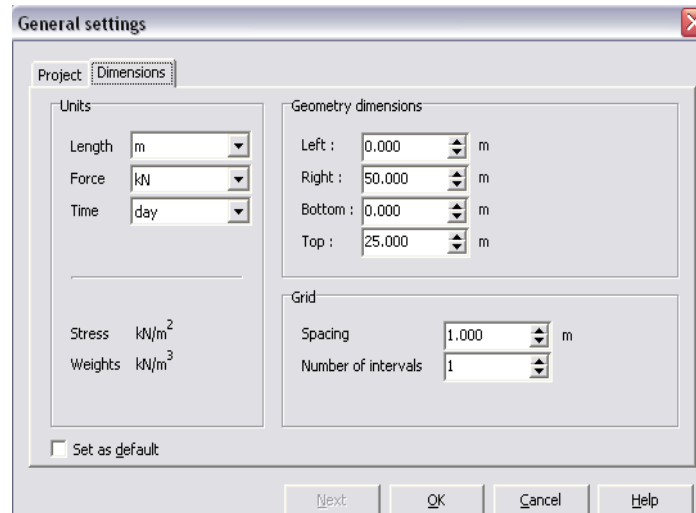 General settings
Project Dimensions
Units
Length m
Force kN
Time day
Stress kN/m²
Weights kN/m³
Set as default
Geometry dimensions
Left : 0.000 m
Right : 50.000 m
Bottom : 0.000 m
Top : 25.000 m
Grid
Spacing 1.000 m
Number of intervals 1
Next OK Cancel Help